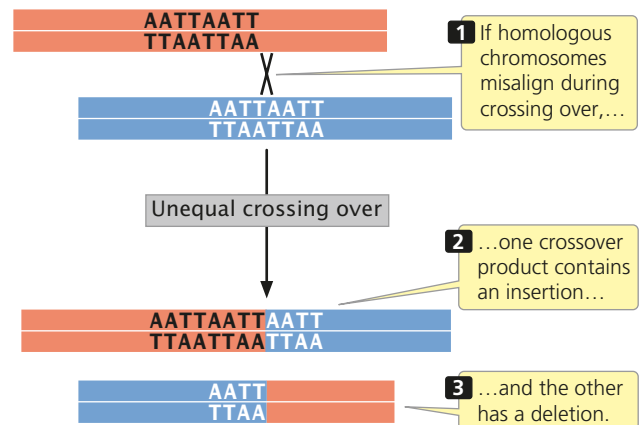 AATTAATT
TTAATTAA
1 If homologous
chromosomes
misalign during
crossing over,…
AATTAATT
TTAATTAA
Unequal crossing over
2 …one crossover
product contains
an insertion…
AATTAATTAATT
TTAATTAATTAA
AATT
TTAA
3 …and the other
has a deletion.